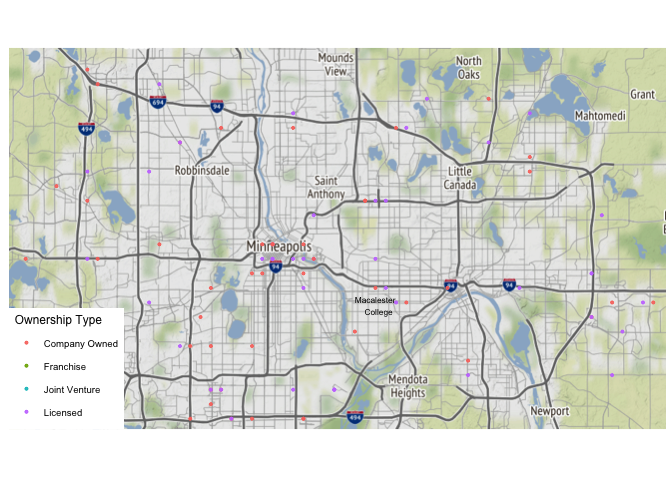 Mounds
View
North
Oaks
Grant
Mahtomedi
694
94
494
Robbinsdale
Little
Canada
Saint
Anthony
Minneapolis
94
94
94
Macalester
College
Ownership Type
Company Owned
Franchise
Joint Venture
Licensed
Mendota
Heights
Newport
494